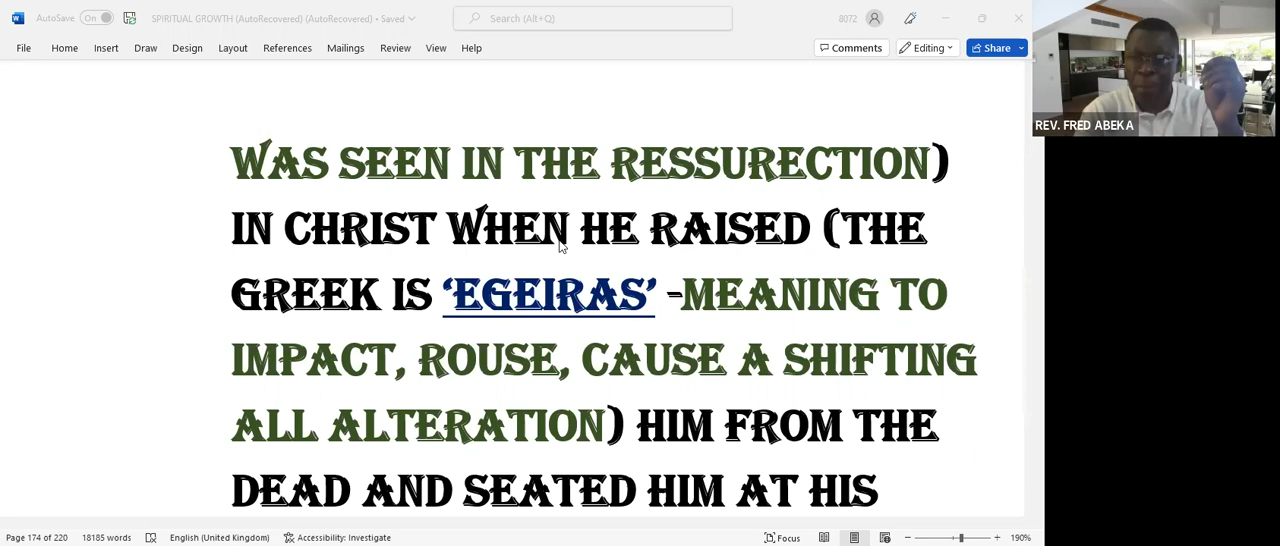 AutoSave On SPIRITUAL GROWTH (AutoRecovered) (AutoRecovered) • Saved Search (Alt+Q) 8072
File Home Insert Draw Design Layout References Mailings Review View Help Comments Editing Share
REV. FRED ABEKA
WAS SEEN IN THE RESSURECTION)
IN CHRIST WHEN HE RAISED (THE
GREEK IS ‘EGEIRAS’ -MEANING TO
IMPACT, ROUSE, CAUSE A SHIFTING
ALL ALTERATION) HIM FROM THE
DEAD AND SEATED HIM AT HIS
Page 174 of 220 18185 words English (United Kingdom) Accessibility: Investigate Focus 190%